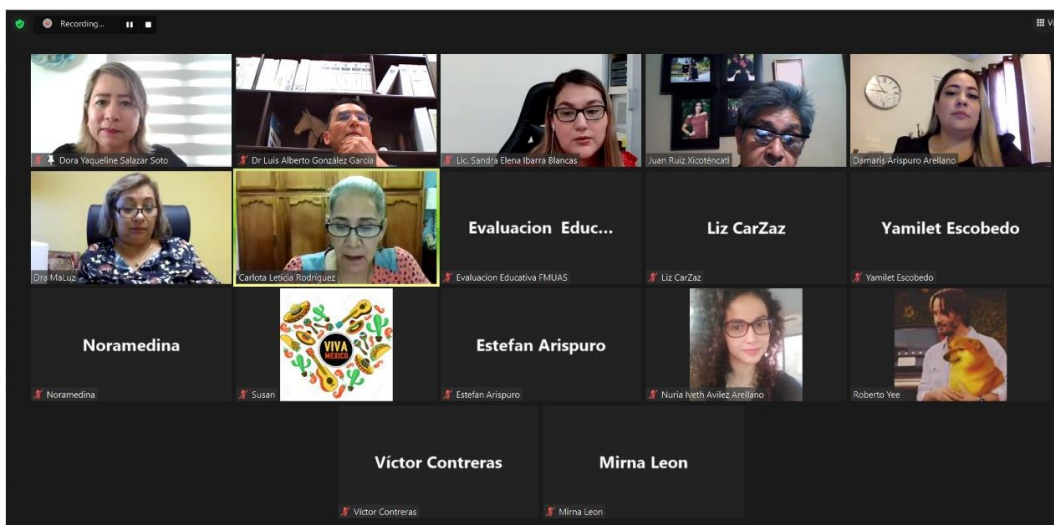 Recording...
Vi
Dora Yaqueline Salazar Soto
Dr Luis Alberto González García
Lic. Sandra Elena Ibarra Blancas
Juan Ruiz Xicoténcatl
Damaris Arispuro Arellano
Dra MaLuz
Carlota Leticia Rodríguez
Evaluacion Educ...
Evaluacion Educativa FMUAS
Liz CarZaz
Liz CarZaz
Yamilet Escobedo
Yamilet Escobedo
Noramedina
Noramedina
VIVA
MEXICO
Susan
Estefan Arispuro
Estefan Arispuro
Nuria Iveth Avilez Arellano
Roberto Yee
Víctor Contreras
Víctor Contreras
Mirna Leon
Mirna Leon